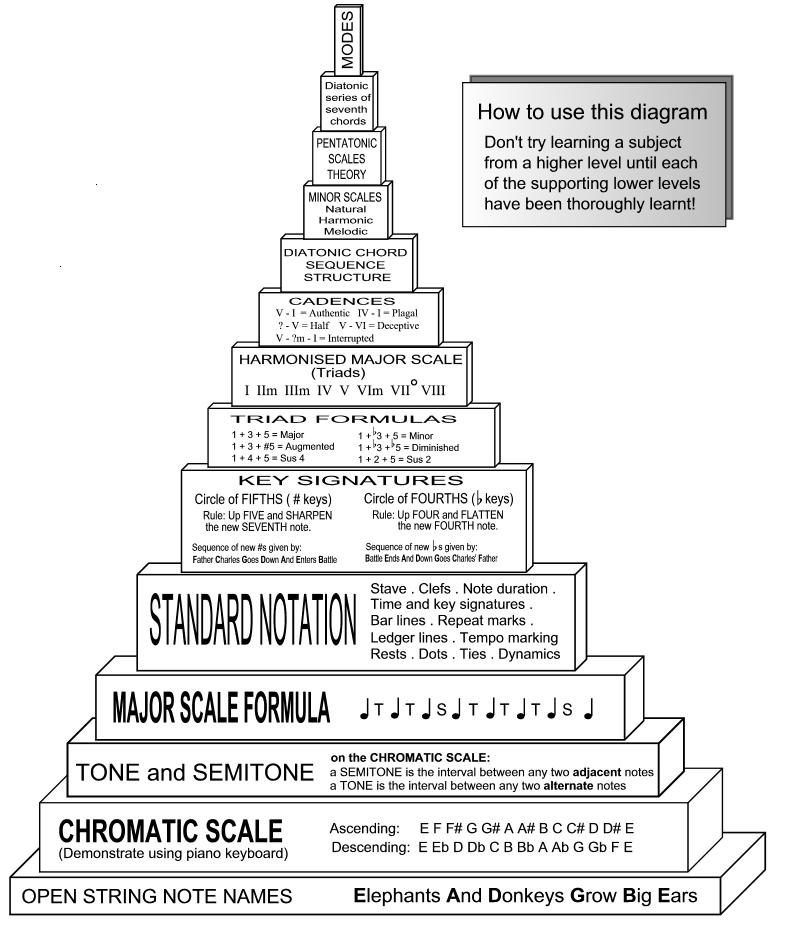 MODES
Diatonic
series of
seventh
chords
PENTATONIC
SCALES
THEORY
MINOR SCALES
Natural
Harmonic
Melodic
DIATONIC CHORD
SEQUENCE
STRUCTURE
CADENCES
V - I = Authentic IV - I = Plagal
? - V = Half V - VI = Deceptive
V - ?m - I = Interrupted
HARMONISED MAJOR SCALE
(Triads)
I IIm IIIm IV V VIm VII° VIII
TRIAD FORMULAS
1 + 3 + 5 = Major
1 + 3 + #5 = Augmented
1 + 4 + 5 = Sus 4
1 + ♭3 + 5 = Minor
1 + ♭3 + ♭5 = Diminished
1 + 2 + 5 = Sus 2
KEY SIGNATURES
Circle of FIFTHS ( # keys)
Rule: Up FIVE and SHARPEN
the new SEVENTH note.
Sequence of new #s given by:
Father Charles Goes Down And Enters Battle
Circle of FOURTHS (♭ keys)
Rule: Up FOUR and FLATTEN
the new FOURTH note.
Sequence of new ♭s given by:
Battle Ends And Down Goes Charles' Father
STANDARD NOTATION
Stave . Clefs . Note duration .
Time and key signatures .
Bar lines . Repeat marks .
Ledger lines . Tempo marking
Rests . Dots . Ties . Dynamics
MAJOR SCALE FORMULA
♩ T ♩ T ♩ S ♩ T ♩ T ♩ T ♩ S ♩
TONE and SEMITONE
on the CHROMATIC SCALE:
a SEMITONE is the interval between any two adjacent notes
a TONE is the interval between any two alternate notes
CHROMATIC SCALE
(Demonstrate using piano keyboard)
Ascending: E F F# G G# A A# B C C# D D# E
Descending: E Eb D Db C B Bb A Ab G Gb F E
OPEN STRING NOTE NAMES
Elephants And Donkeys Grow Big Ears
How to use this diagram
Don't try learning a subject
from a higher level until each
of the supporting lower levels
have been thoroughly learnt!